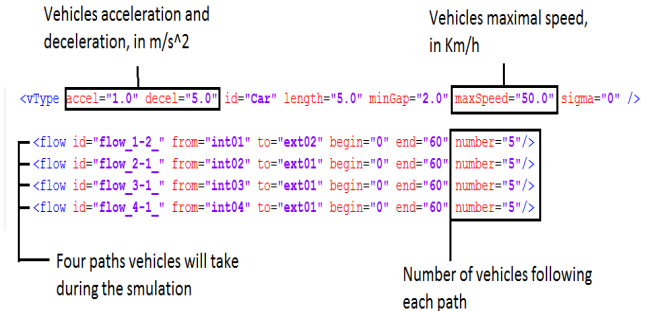 Vehicles acceleration and
deceleration, in m/s^2
Vehicles maximal speed,
in Km/h
<vType accel="1.0" decel="5.0" id="Car" length="5.0" minGap="2.0" maxSpeed="50.0" sigma="0" />
<flow id="flow_1-2_" from="int01" to="ext02" begin="0" end="60" number="5"/>
<flow id="flow_2-1_" from="int02" to="ext01" begin="0" end="60" number="5"/>
<flow id="flow_3-1_" from="int03" to="ext01" begin="0" end="60" number="5"/>
<flow id="flow_4-1_" from="int04" to="ext01" begin="0" end="60" number="5"/>
Four paths vehicles will take
during the smulation
Number of vehicles following
each path